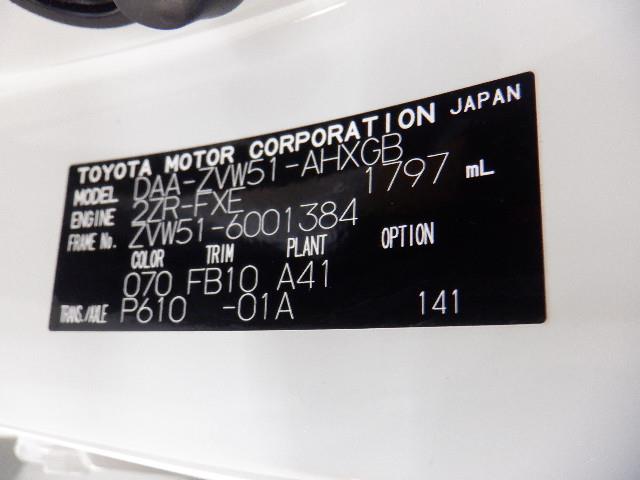 TOYOTA MOTOR CORPORATION JAPAN
MODEL DAA-ZVW51-AHXGB
ENGINE 2ZR-FXE 1797 mL
FRAME No. ZVW51-6001384
COLOR TRIM PLANT OPTION
070 FB10 A41
TRANS./AXLE P610 -01A 141